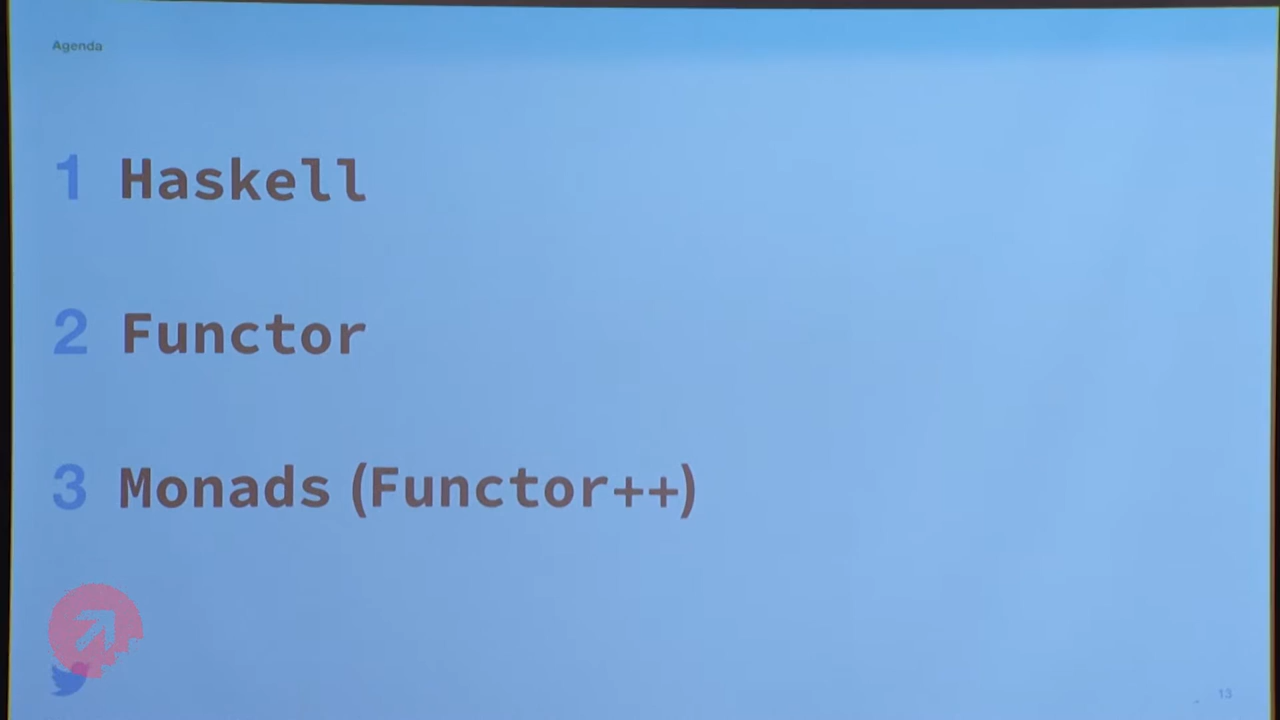 Agenda
1 Haskell
2 Functor
3 Monads (Functor++)
13